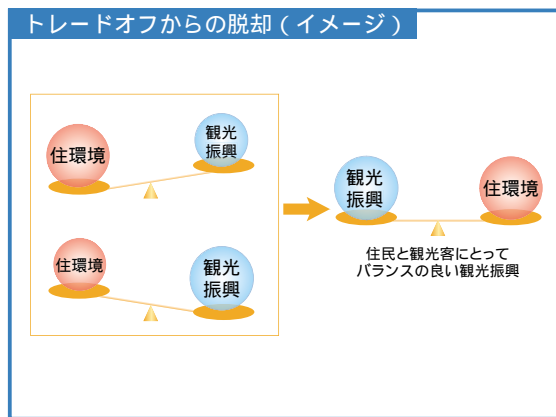 トレードオフからの脱却（イメージ）
住環境
観光
振興
住環境
観光
振興
観光
振興
住環境
住民と観光客にとって
バランスの良い観光振興